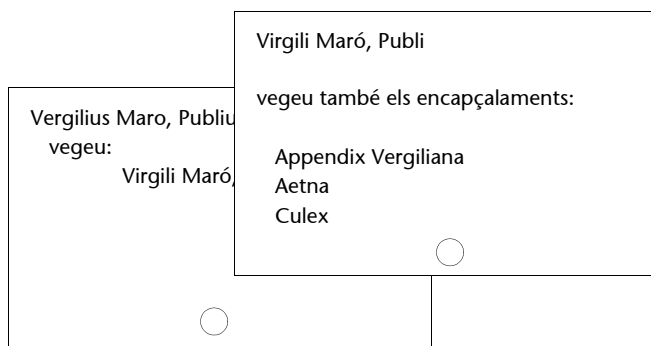 Virgili Maró, Publi
vegeu també els encapçalaments:
Appendix Vergiliana
Aetna
Culex
Vergilius Maro, Publiu
vegeu:
Virgili Maró,